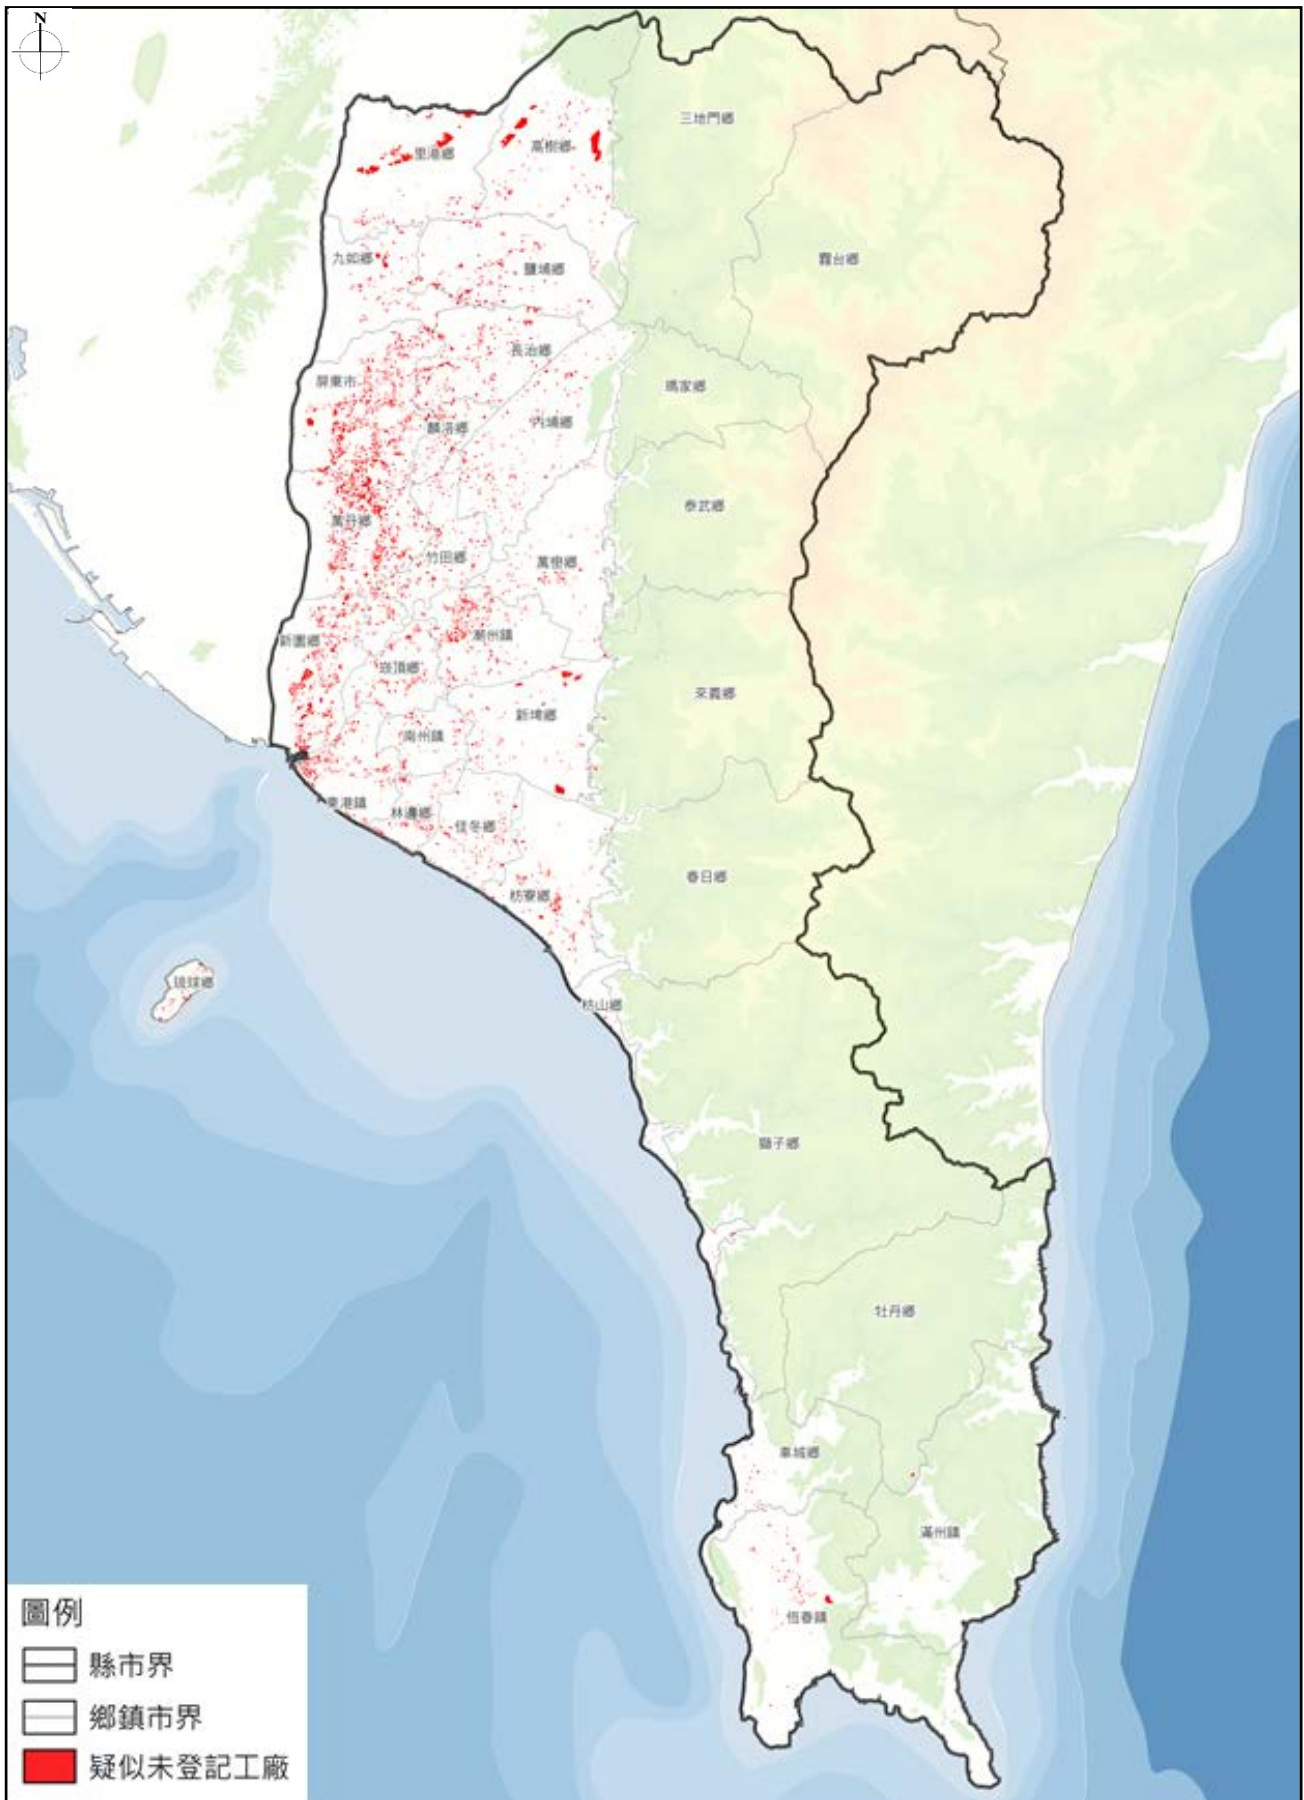 N
三地門鄉
里港鄉
高樹鄉
九如鄉
鹽埔鄉
霧台鄉
長治鄉
屏東市
瑪家鄉
麟洛鄉
內埔鄉
泰武鄉
萬丹鄉
竹田鄉
萬巒鄉
新園鄉
潮州鎮
崁頂鄉
來義鄉
新埤鄉
南州鎮
東港鎮
林邊鄉
佳冬鄉
春日鄉
枋寮鄉
琉球鄉
枋山鄉
獅子鄉
牡丹鄉
車城鄉
滿州鎮
恆春鎮
圖例
縣市界
鄉鎮市界
疑似未登記工廠